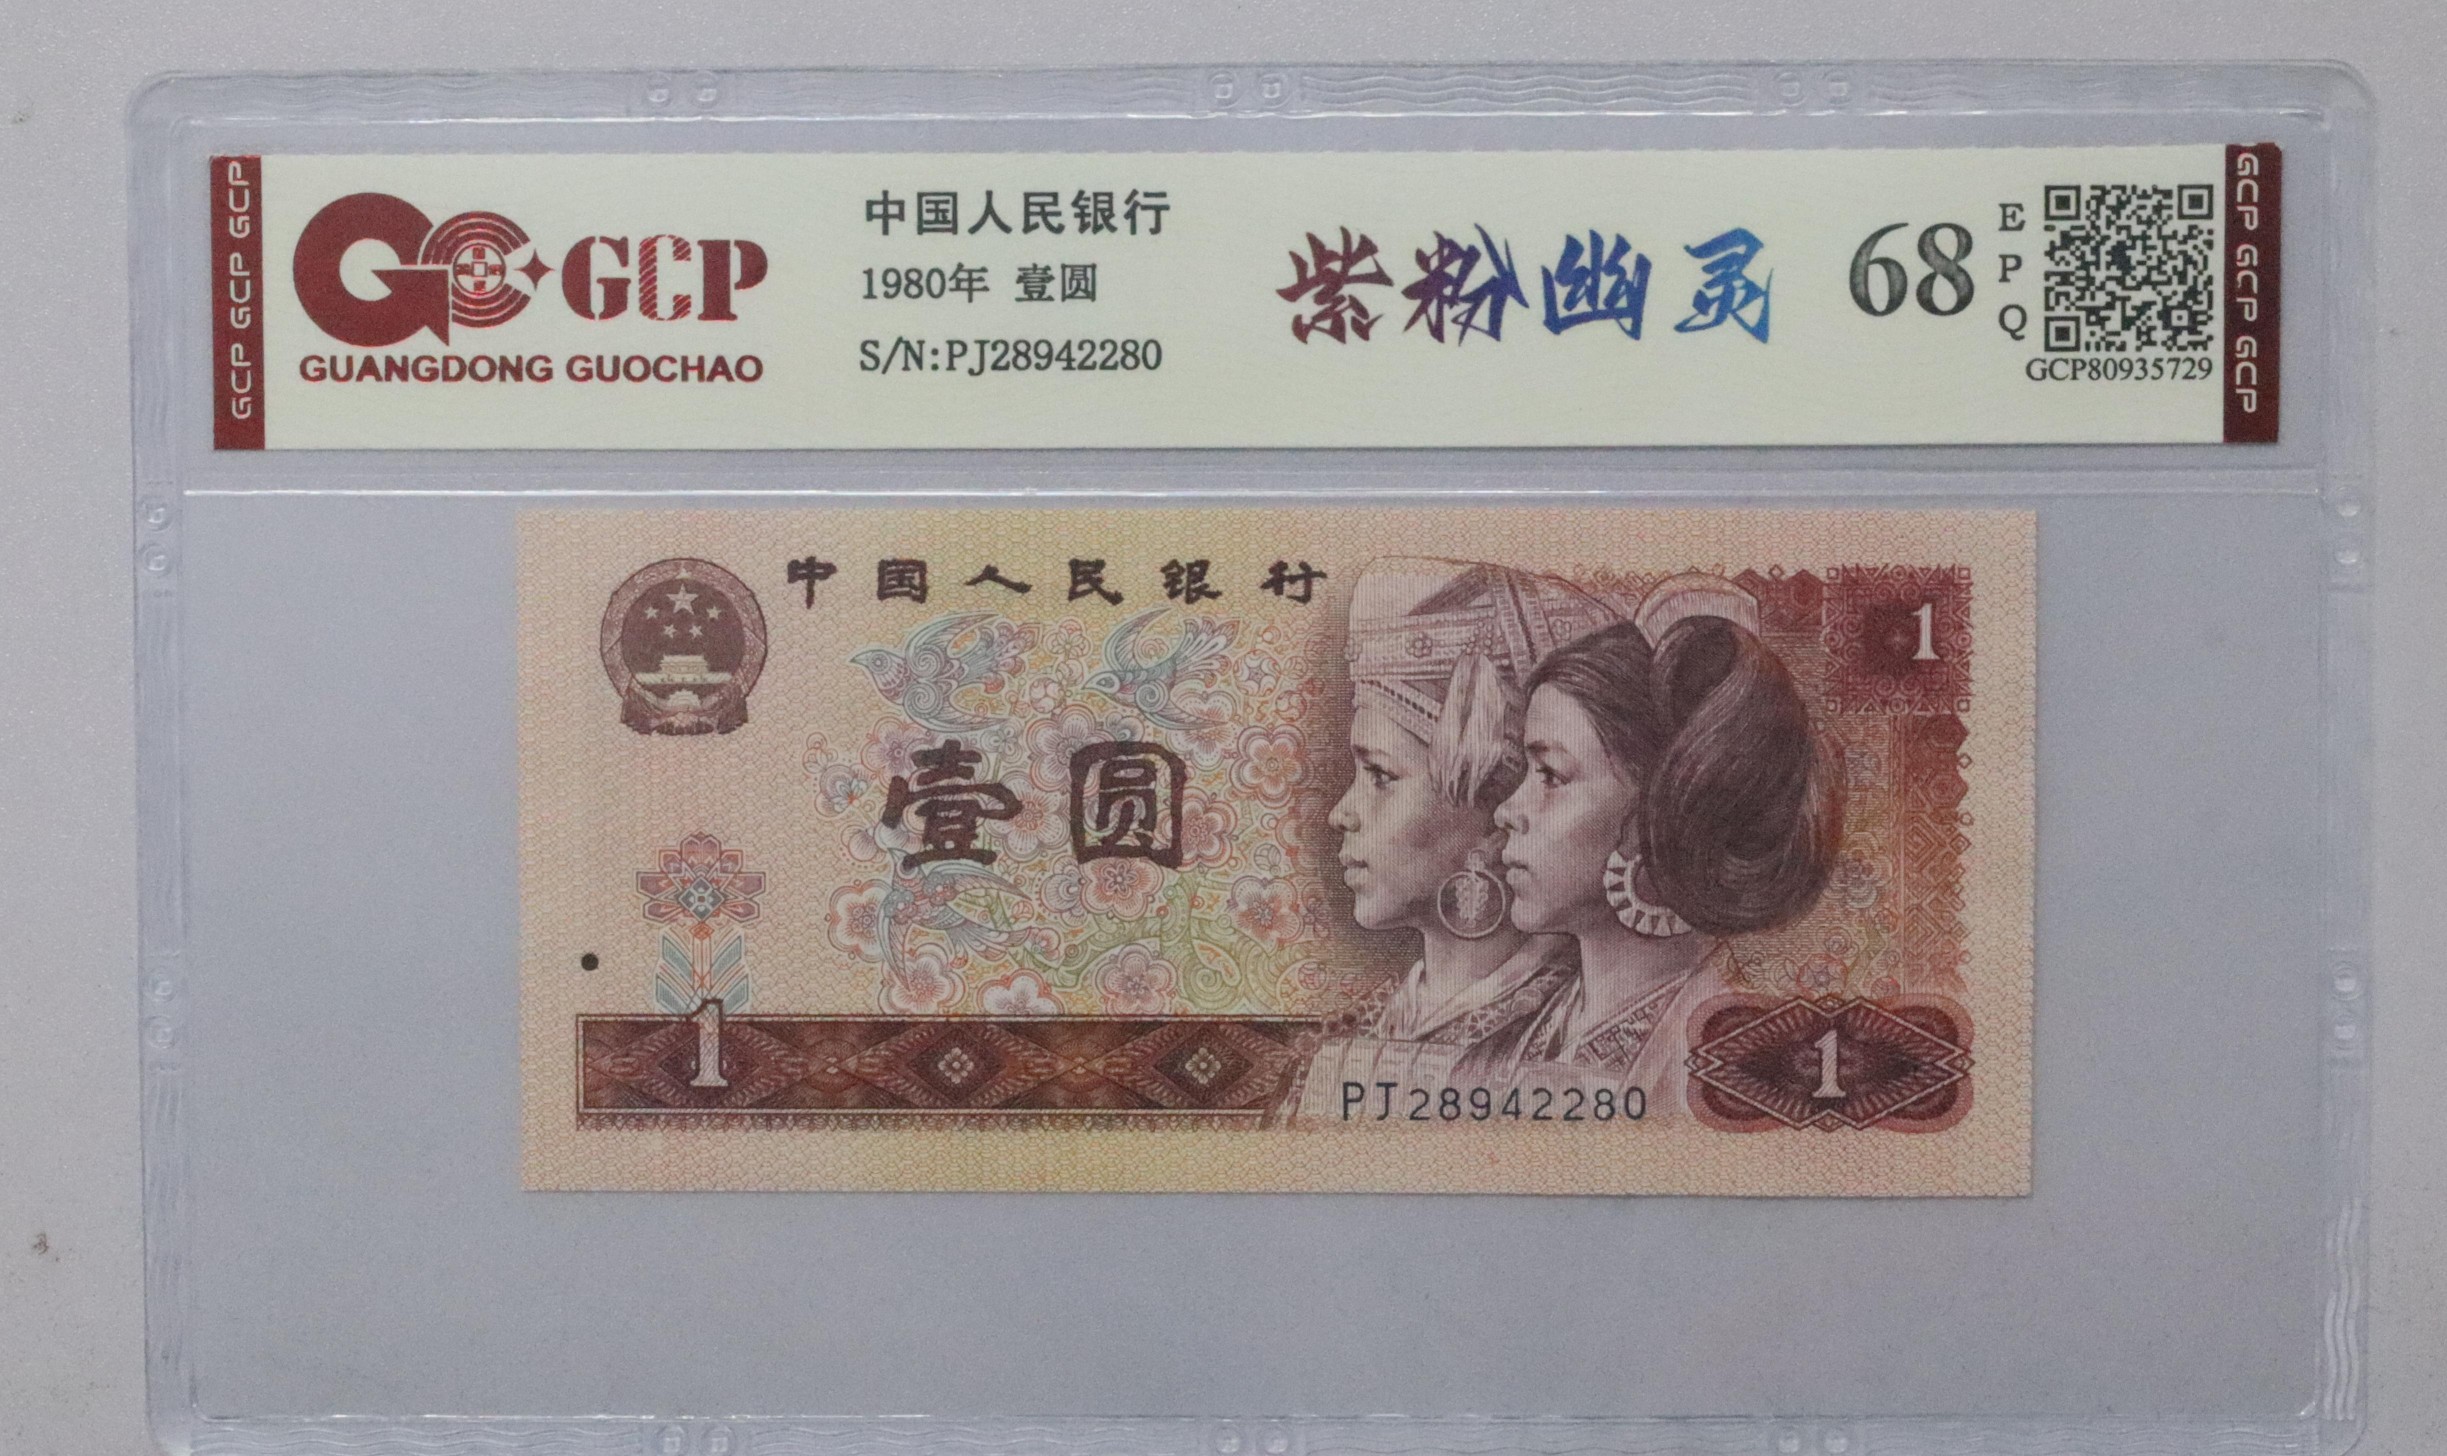 GCP GCP GCP
GCP
GUANGDONG GUOCHAO
中国人民银行
1980年 壹圆
S/N:PJ28942280
紫粉幽灵
68
EPQ
GCP80935729
GCP GCP GCP
中国人民银行
1
壹圆
1
PJ28942280
1